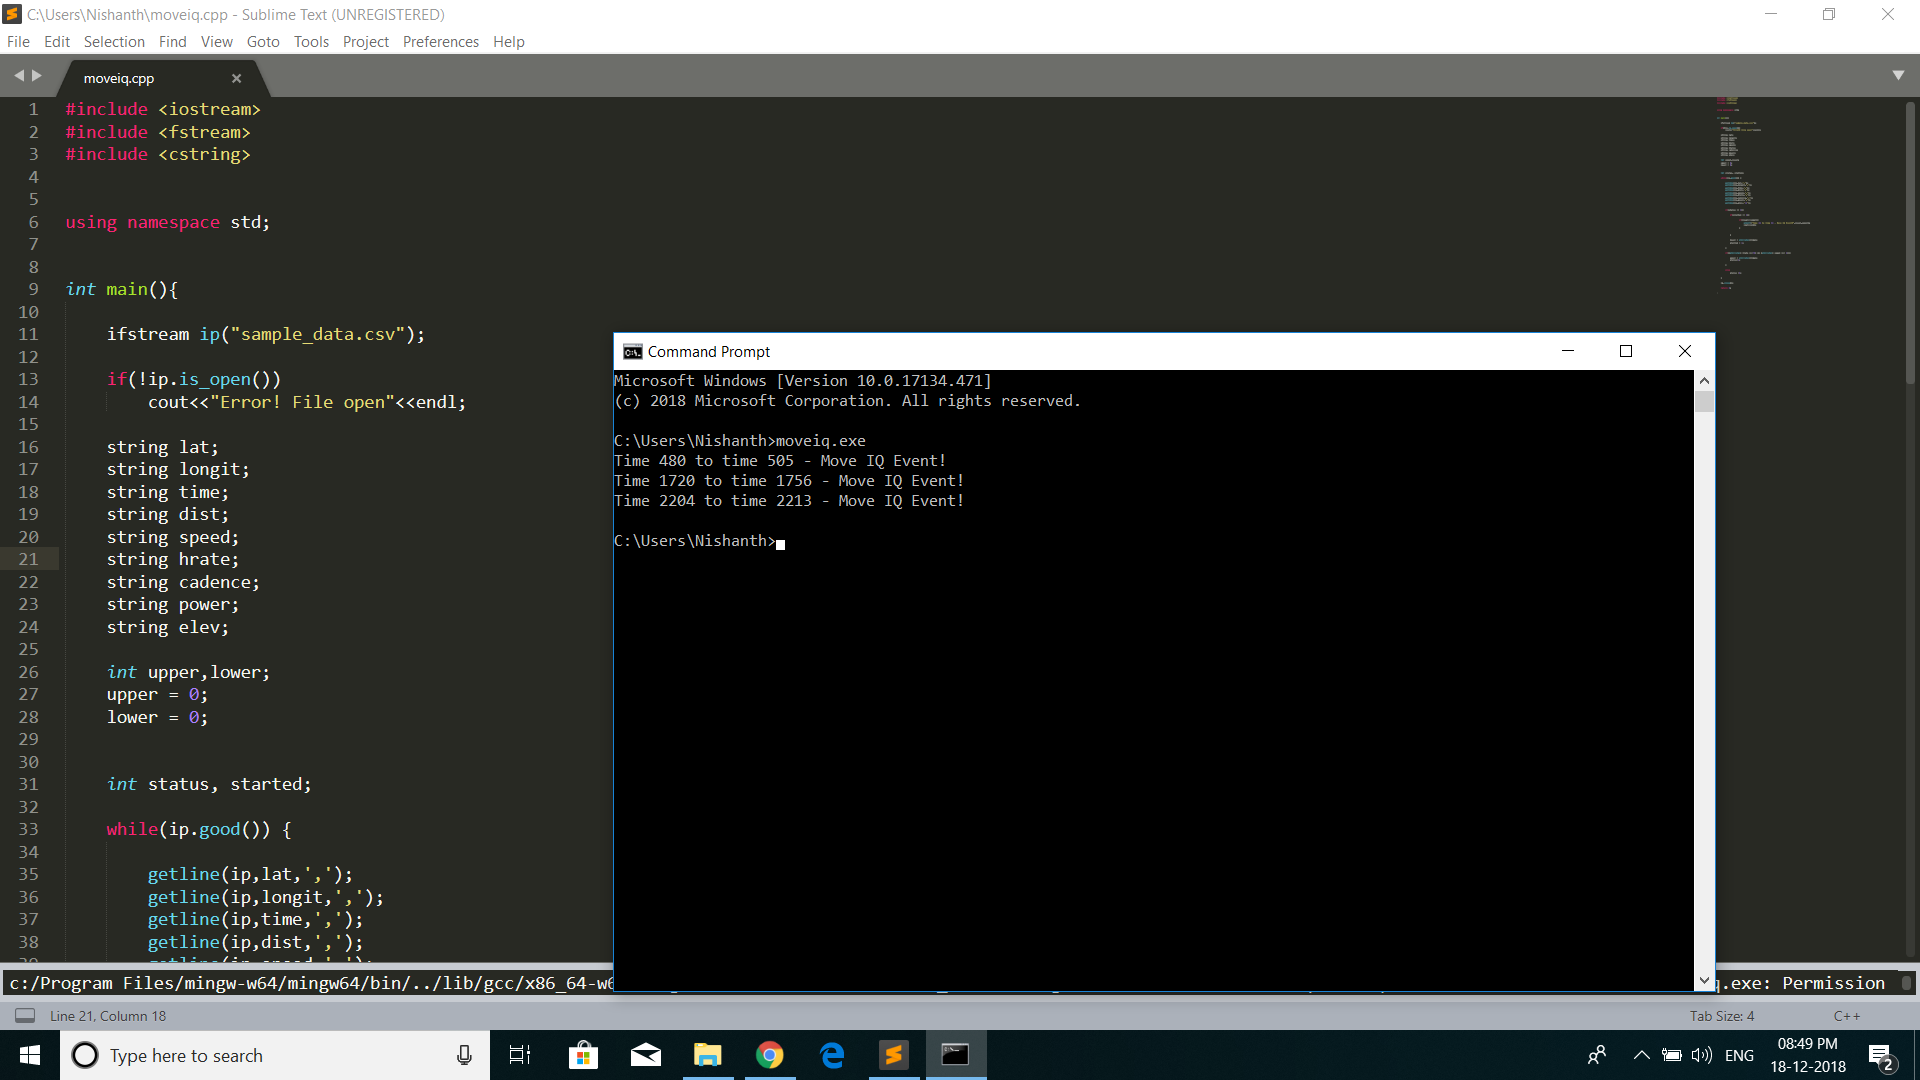 C:\Users\Nishanth\moveiq.cpp - Sublime Text (UNREGISTERED)
File Edit Selection Find View Goto Tools Project Preferences Help
moveiq.cpp
1 #include <iostream>
2 #include <fstream>
3 #include <cstring>
4
5
6 using namespace std;
7
8
9 int main(){
10
11 ifstream ip("sample_data.csv");
12
13 if(!ip.is_open())
14 cout<<"Error! File open"<<endl;
15
16 string lat;
17 string longit;
18 string time;
19 string dist;
20 string speed;
21 string hrate;
22 string cadence;
23 string power;
24 string elev;
25
26 int upper,lower;
27 upper = 0;
28 lower = 0;
29
30
31 int status, started;
32
33 while(ip.good()) {
34
35 getline(ip,lat,',');
36 getline(ip,longit,',');
37 getline(ip,time,',');
38 getline(ip,dist,',');
Command Prompt
Microsoft Windows [Version 10.0.17134.471]
(c) 2018 Microsoft Corporation. All rights reserved.
C:\Users\Nishanth>moveiq.exe
Time 480 to time 505 - Move IQ Event!
Time 1720 to time 1756 - Move IQ Event!
Time 2204 to time 2213 - Move IQ Event!
C:\Users\Nishanth>
c:/Program Files/mingw-w64/mingw64/bin/../lib/gcc/x86_64-w6 .exe: Permission
Line 21, Column 18 Tab Size: 4 C++
Type here to search
ENG
08:49 PM
18-12-2018
2